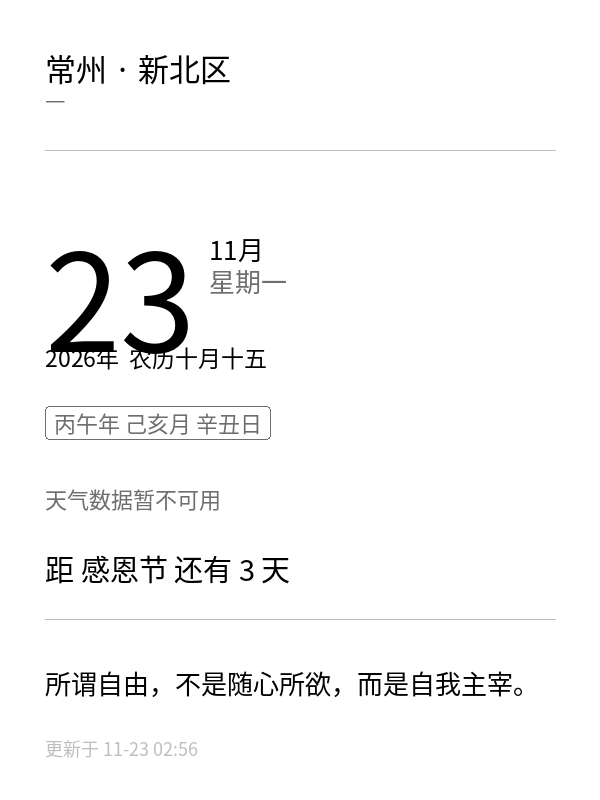 常州 · 新北区
—
23
11月
星期一
2026年 农历十月十五
丙午年 己亥月 辛丑日
天气数据暂不可用
距 感恩节 还有 3 天
所谓自由，不是随心所欲，而是自我主宰。
更新于 11-23 02:56